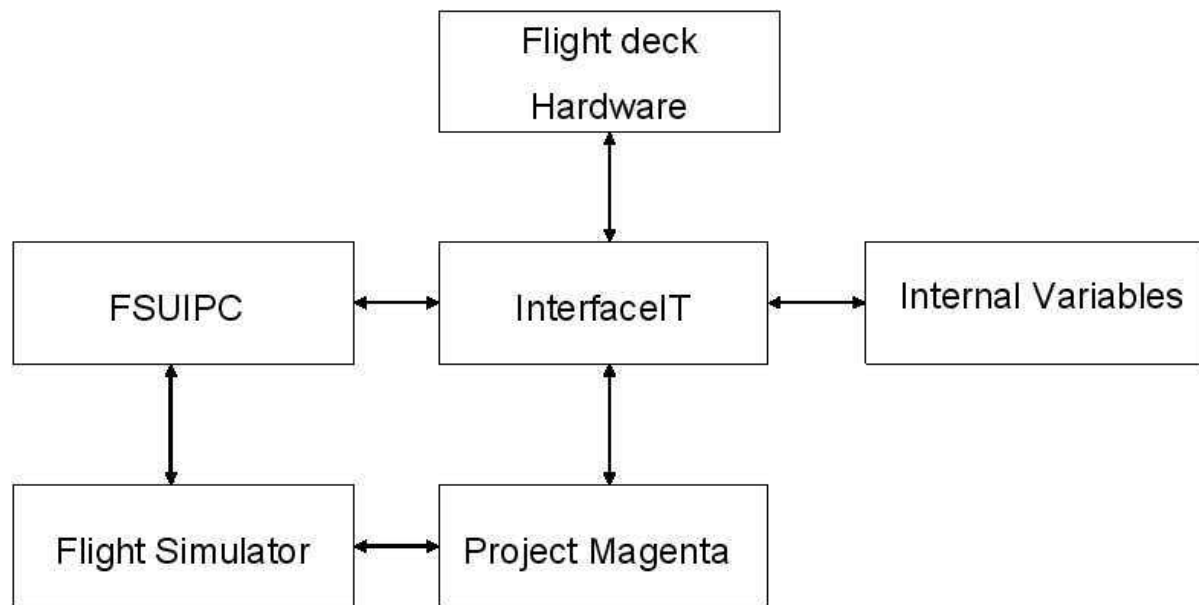 Flight deck
Hardware
FSUIPC
InterfaceIT
Internal Variables
Flight Simulator
Project Magenta